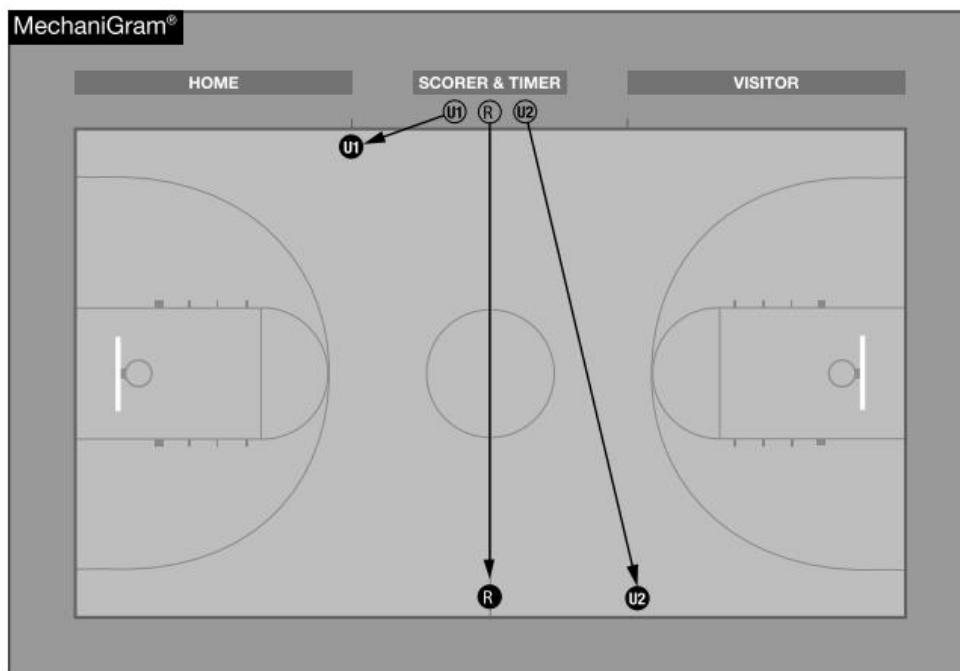 MechaniGram®
HOME
SCORER & TIMER
VISITOR
U1
R
U2
U1
R
U2